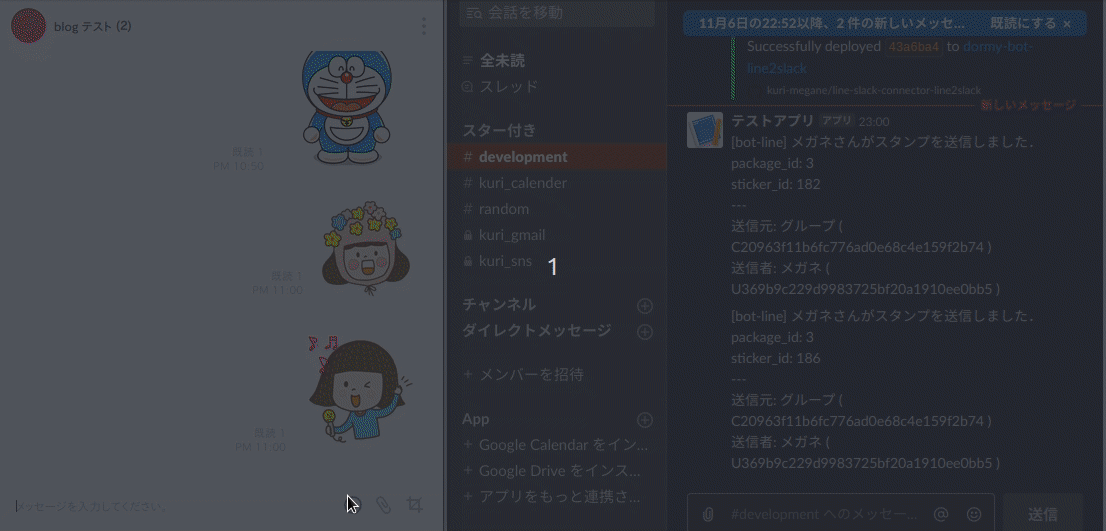 blog テスト (2)
既読 1
PM 10:50
既読 1
PM 11:00
既読 1
PM 11:00
メッセージを入力してください。
会話を移動
全未読
スレッド
スター付き
# development
# kuri_calender
# random
kuri_gmail
kuri_sns
1
チャンネル
ダイレクトメッセージ
+ メンバーを招待
App
+ Google Calendar をイン...
+ Google Drive をインス...
+ アプリをもっと連携さ...
11月6日の22:52以降、2 件の新しいメッセ... 既読にする ×
Successfully deployed 43a6ba4 to dormy-bot-
line2slack
kuri-megane/line-slack-connector-line2slack
新しいメッセージ
テストアプリ アプリ 23:00
[bot-line] メガネさんがスタンプを送信しました.
package_id: 3
sticker_id: 182
---
送信元: グループ (
C20963f11b6fc776ad0e68c4e159f2b74 )
送信者: メガネ (
U369b9c229d9983725bf20a1910ee0bb5 )
[bot-line] メガネさんがスタンプを送信しました.
package_id: 3
sticker_id: 186
---
送信元: グループ (
C20963f11b6fc776ad0e68c4e159f2b74 )
送信者: メガネ (
U369b9c229d9983725bf20a1910ee0bb5 )
#development へのメッセー... @ 送信